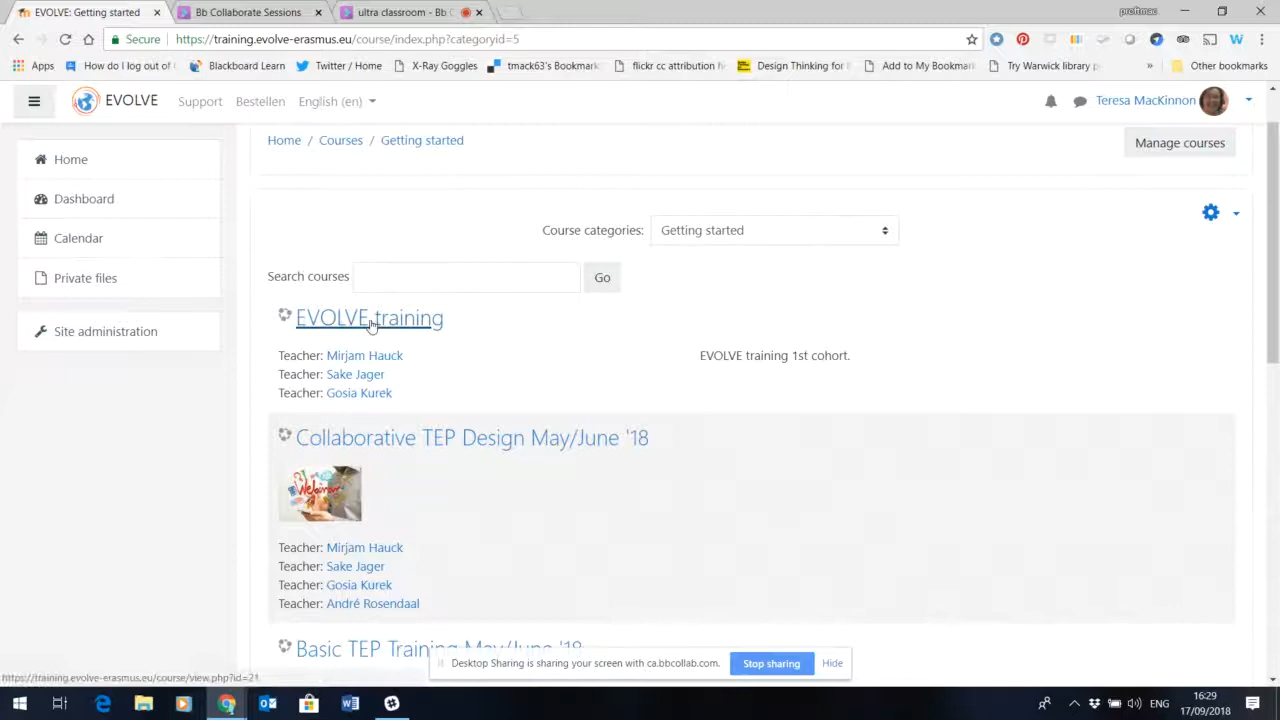 EVOLVE: Getting started
Bb Collaborate Sessions
ultra classroom - Bb C
proftmac
Secure
https://training.evolve-erasmus.eu/course/index.php?categoryid=5
Apps
How do I log out of
Blackboard Learn
Twitter / Home
X-Ray Goggles
tmack63's Bookmark
flickr cc attribution h
Design Thinking for
Add to My Bookmark
Try Warwick library p
»
Other bookmarks
EVOLVE
Support
Bestellen
English (en)
Teresa MacKinnon
Home / Courses / Getting started
Manage courses
Home
Dashboard
Calendar
Private files
Site administration
Course categories: Getting started
Search courses
Go
EVOLVE training
Teacher: Mirjam Hauck
Teacher: Sake Jager
Teacher: Gosia Kurek
EVOLVE training 1st cohort.
Collaborative TEP Design May/June '18
Webinar
Teacher: Mirjam Hauck
Teacher: Sake Jager
Teacher: Gosia Kurek
Teacher: André Rosendaal
Basic TEP Training May/June '18
Desktop Sharing is sharing your screen with ca.bbcollab.com.
Stop sharing
Hide
https://training.evolve-erasmus.eu/course/view.php?id=21
ENG
16:29
17/09/2018